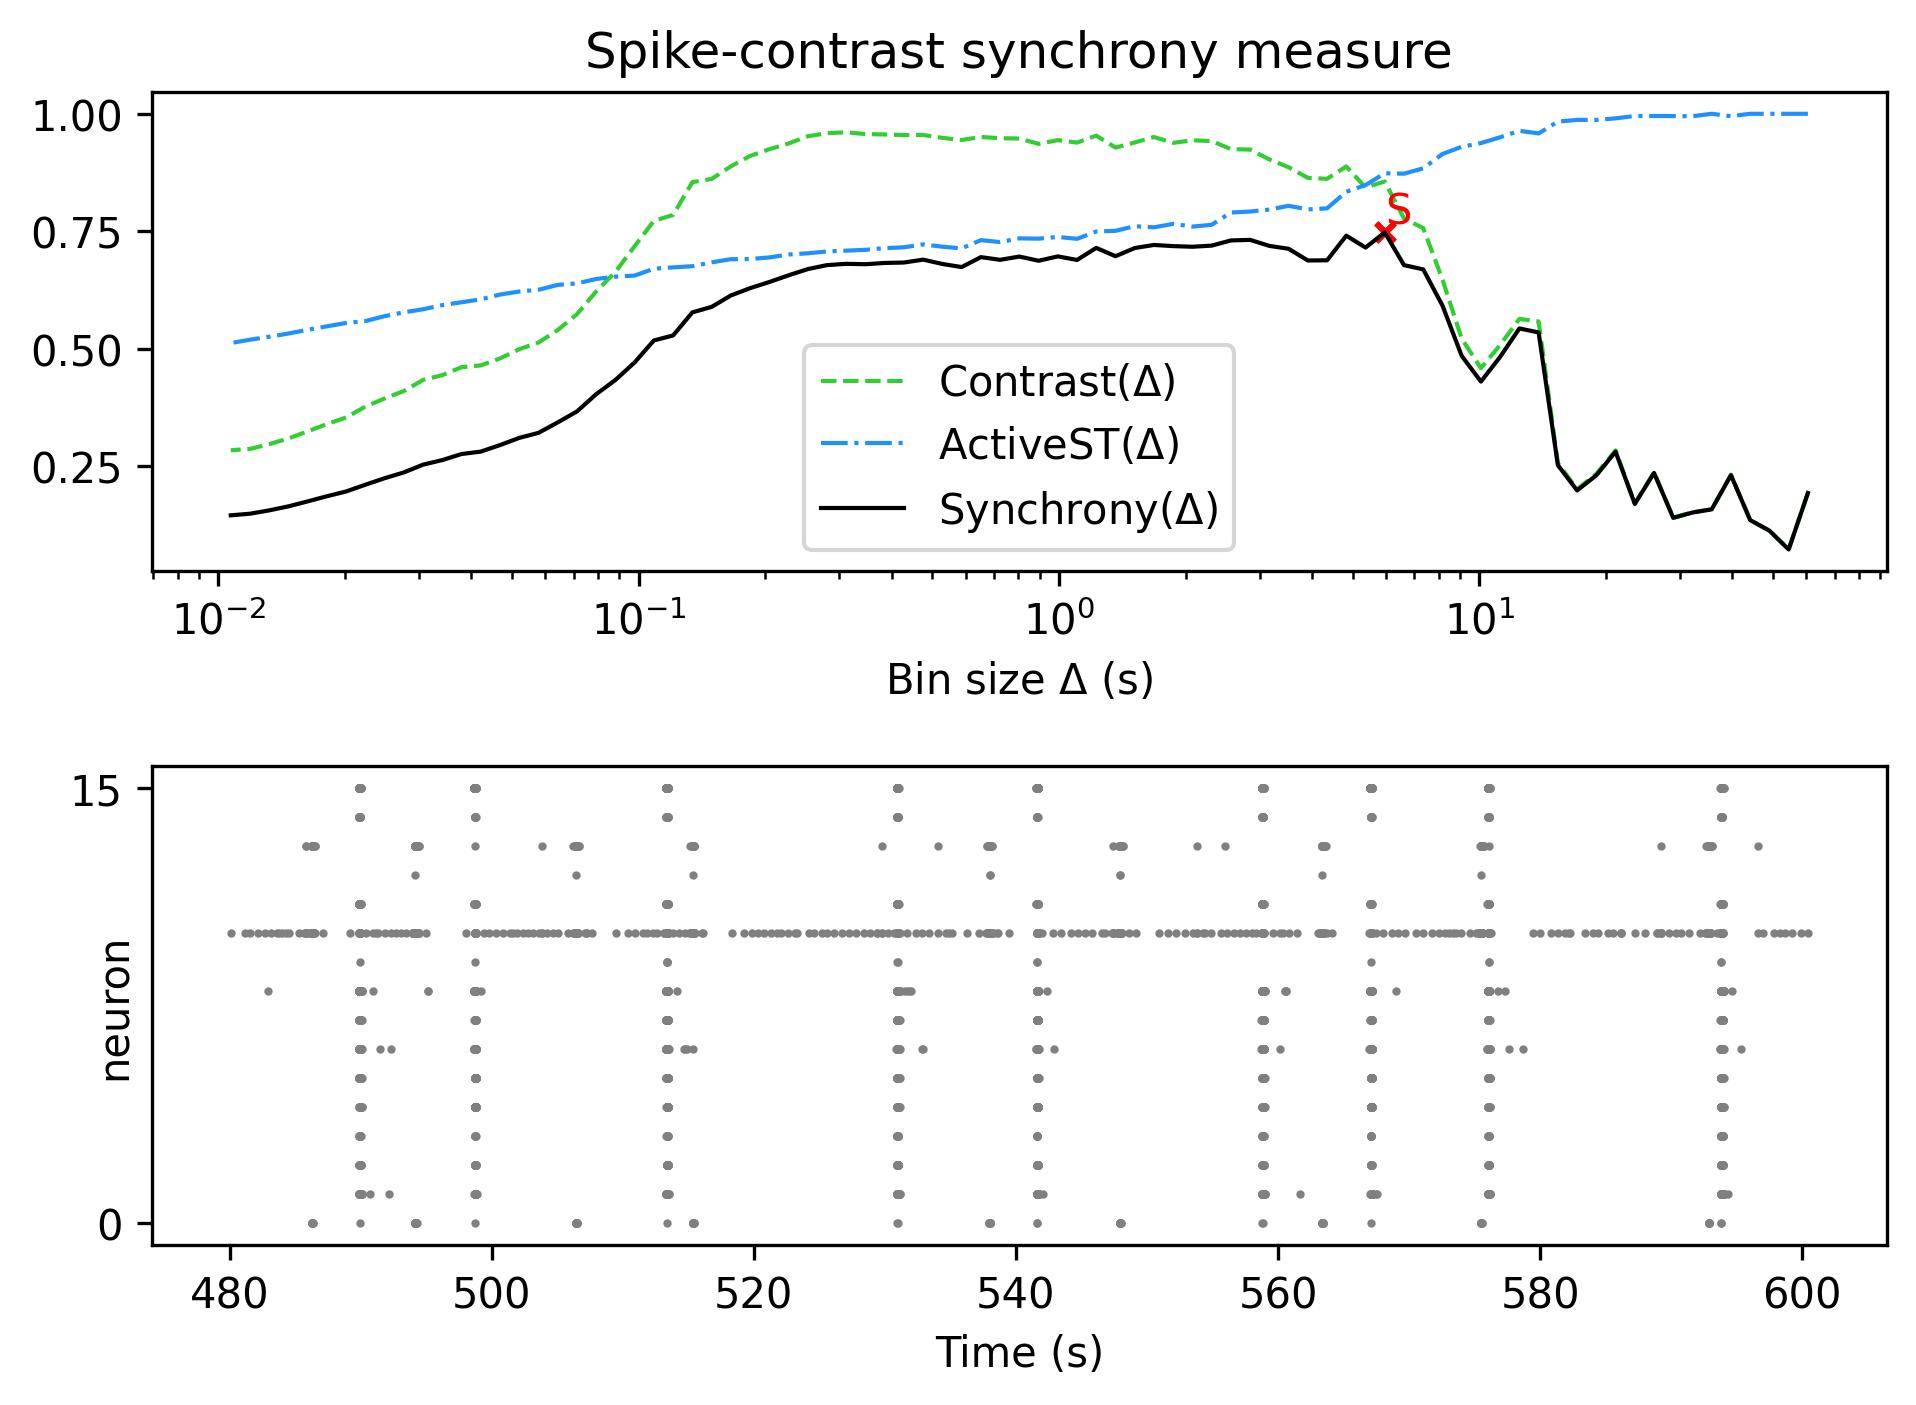 Spike-contrast synchrony measure
1.00
0.75
0.50
0.25
S
Contrast(Δ)
ActiveST(Δ)
Synchrony(Δ)
10⁻² 10⁻¹ 10⁰ 10¹
Bin size Δ (s)
15
0
neuron
480 500 520 540 560 580 600
Time (s)